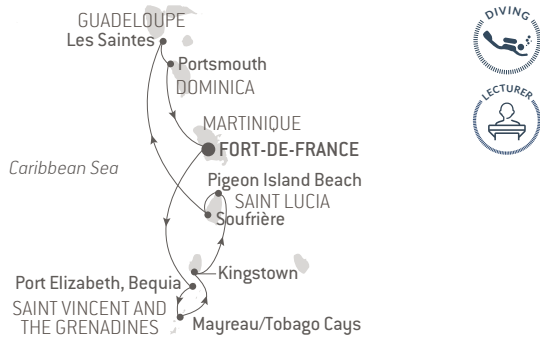 GUADELOUPE
Les Saintes
Portsmouth
DOMINICA
MARTINIQUE
FORT-DE-FRANCE
Caribbean Sea
Pigeon Island Beach
SAINT LUCIA
Soufrière
Kingstown
Port Elizabeth, Bequia
SAINT VINCENT AND
THE GRENADINES
Mayreau/Tobago Cays
DIVING
LECTURER